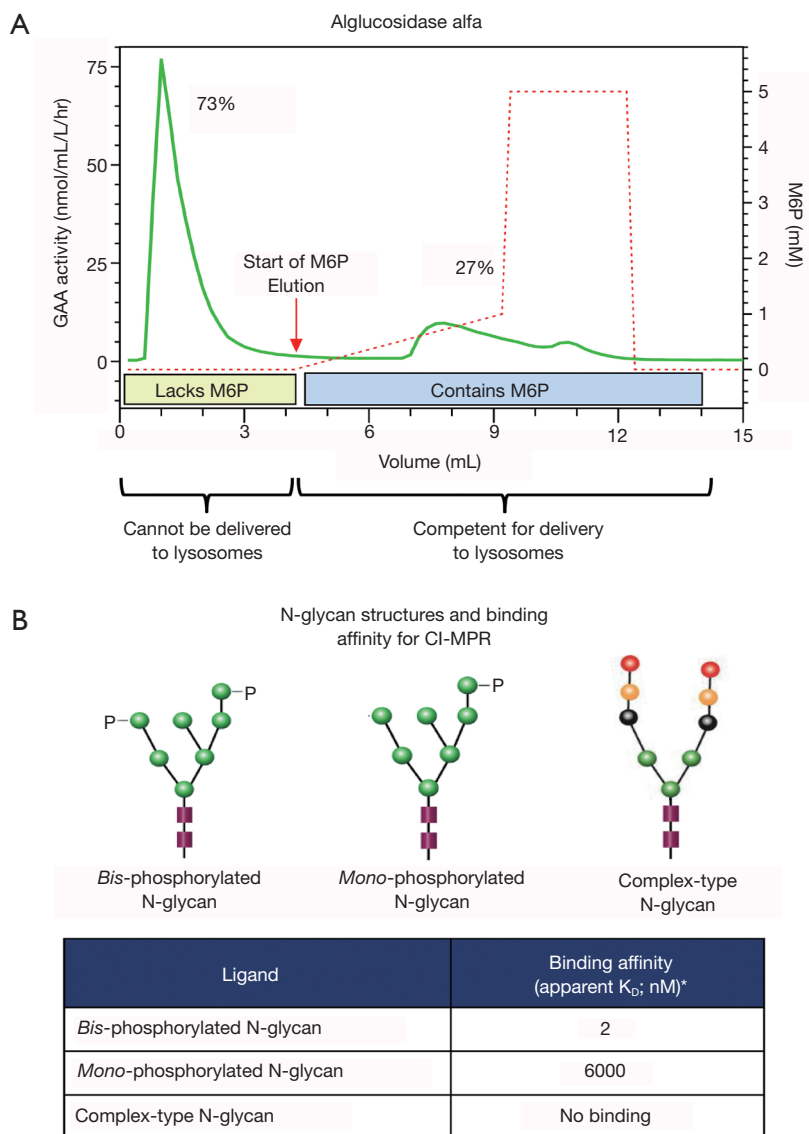 A
Alglucosidase alfa
GAA activity (nmol/mL/L/hr)
75
50
25
0
73%
Start of M6P
Elution
27%
M6P (mM)
5
4
3
2
1
0
Lacks M6P
Contains M6P
0 3 6 9 12 15
Volume (mL)
Cannot be delivered
to lysosomes
Competent for delivery
to lysosomes
B
N-glycan structures and binding
affinity for CI-MPR
P
P
P
Bis-phosphorylated
N-glycan
Mono-phosphorylated
N-glycan
Complex-type
N-glycan
Ligand
Binding affinity
(apparent KD; nM)*
Bis-phosphorylated N-glycan 2
Mono-phosphorylated N-glycan 6000
Complex-type N-glycan No binding